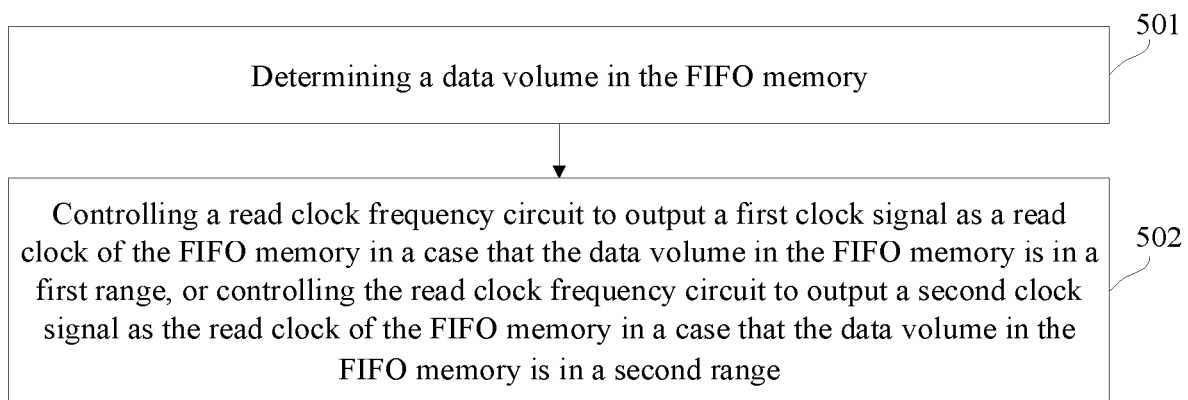 501
Determining a data volume in the FIFO memory
Controlling a read clock frequency circuit to output a first clock signal as a read
clock of the FIFO memory in a case that the data volume in the FIFO memory is in a
first range, or controlling the read clock frequency circuit to output a second clock
signal as the read clock of the FIFO memory in a case that the data volume in the
FIFO memory is in a second range
502